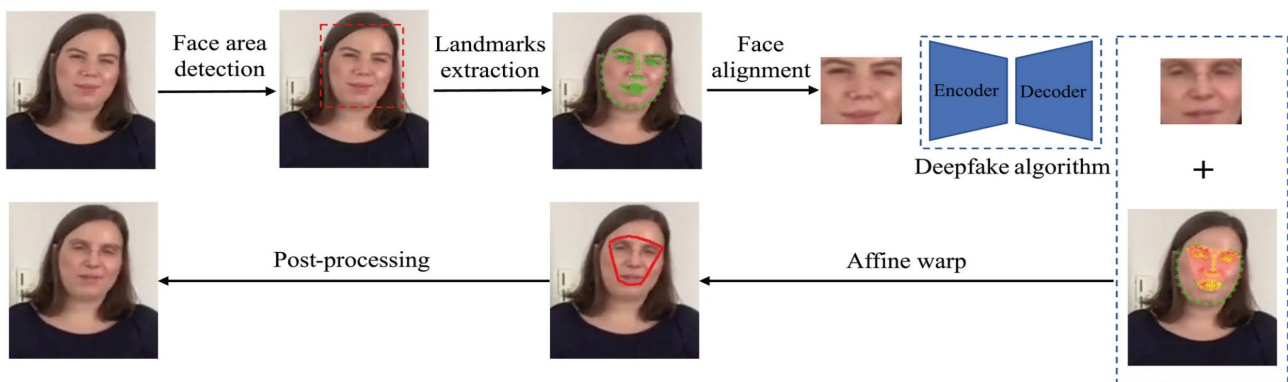 Face area
detection
Landmarks
extraction
Face
alignment
Encoder
Decoder
Deepfake algorithm
+
Post-processing
Affine warp